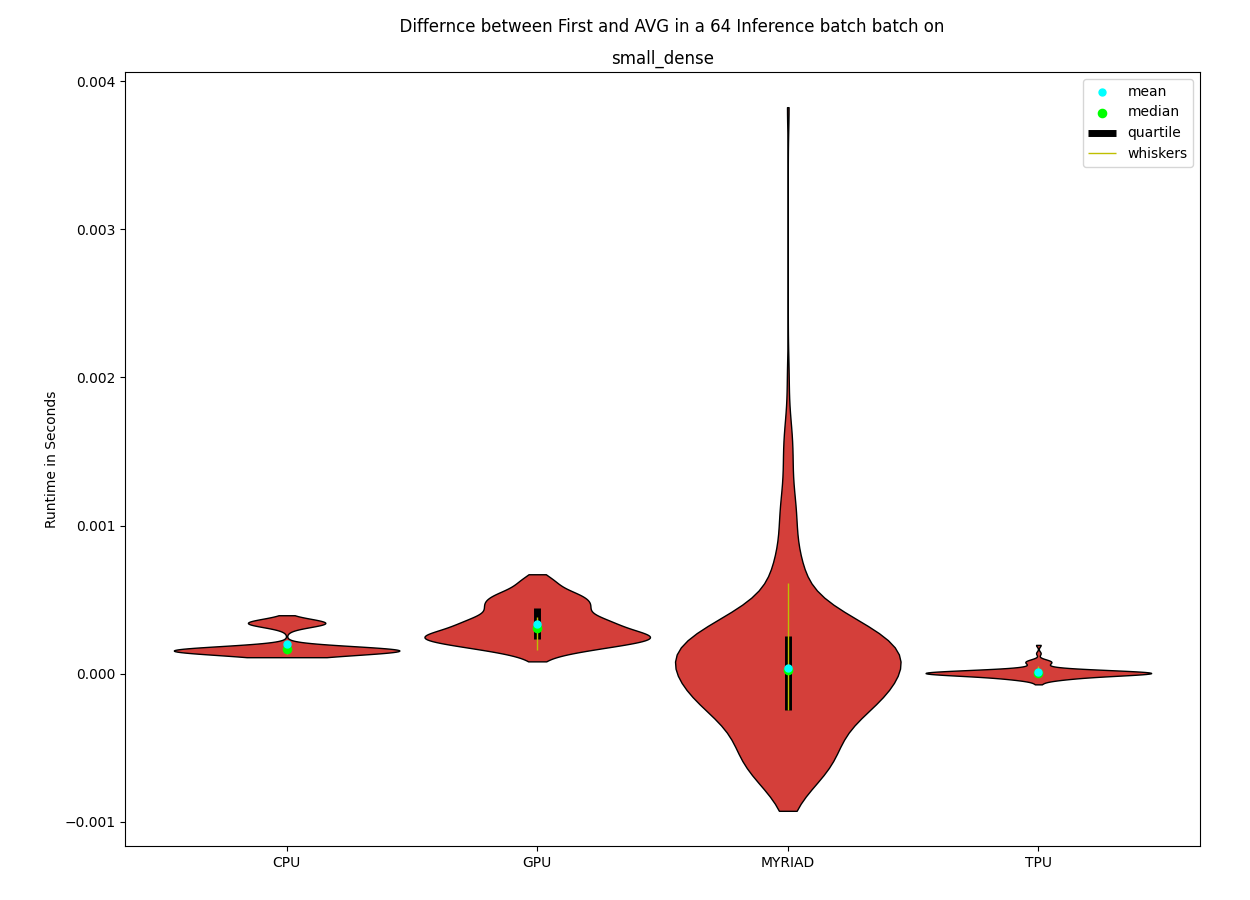 Differnce between First and AVG in a 64 Inference batch batch on
small_dense
mean
median
quartile
whiskers
Runtime in Seconds
0.004
0.003
0.002
0.001
0.000
−0.001
CPU GPU MYRIAD TPU